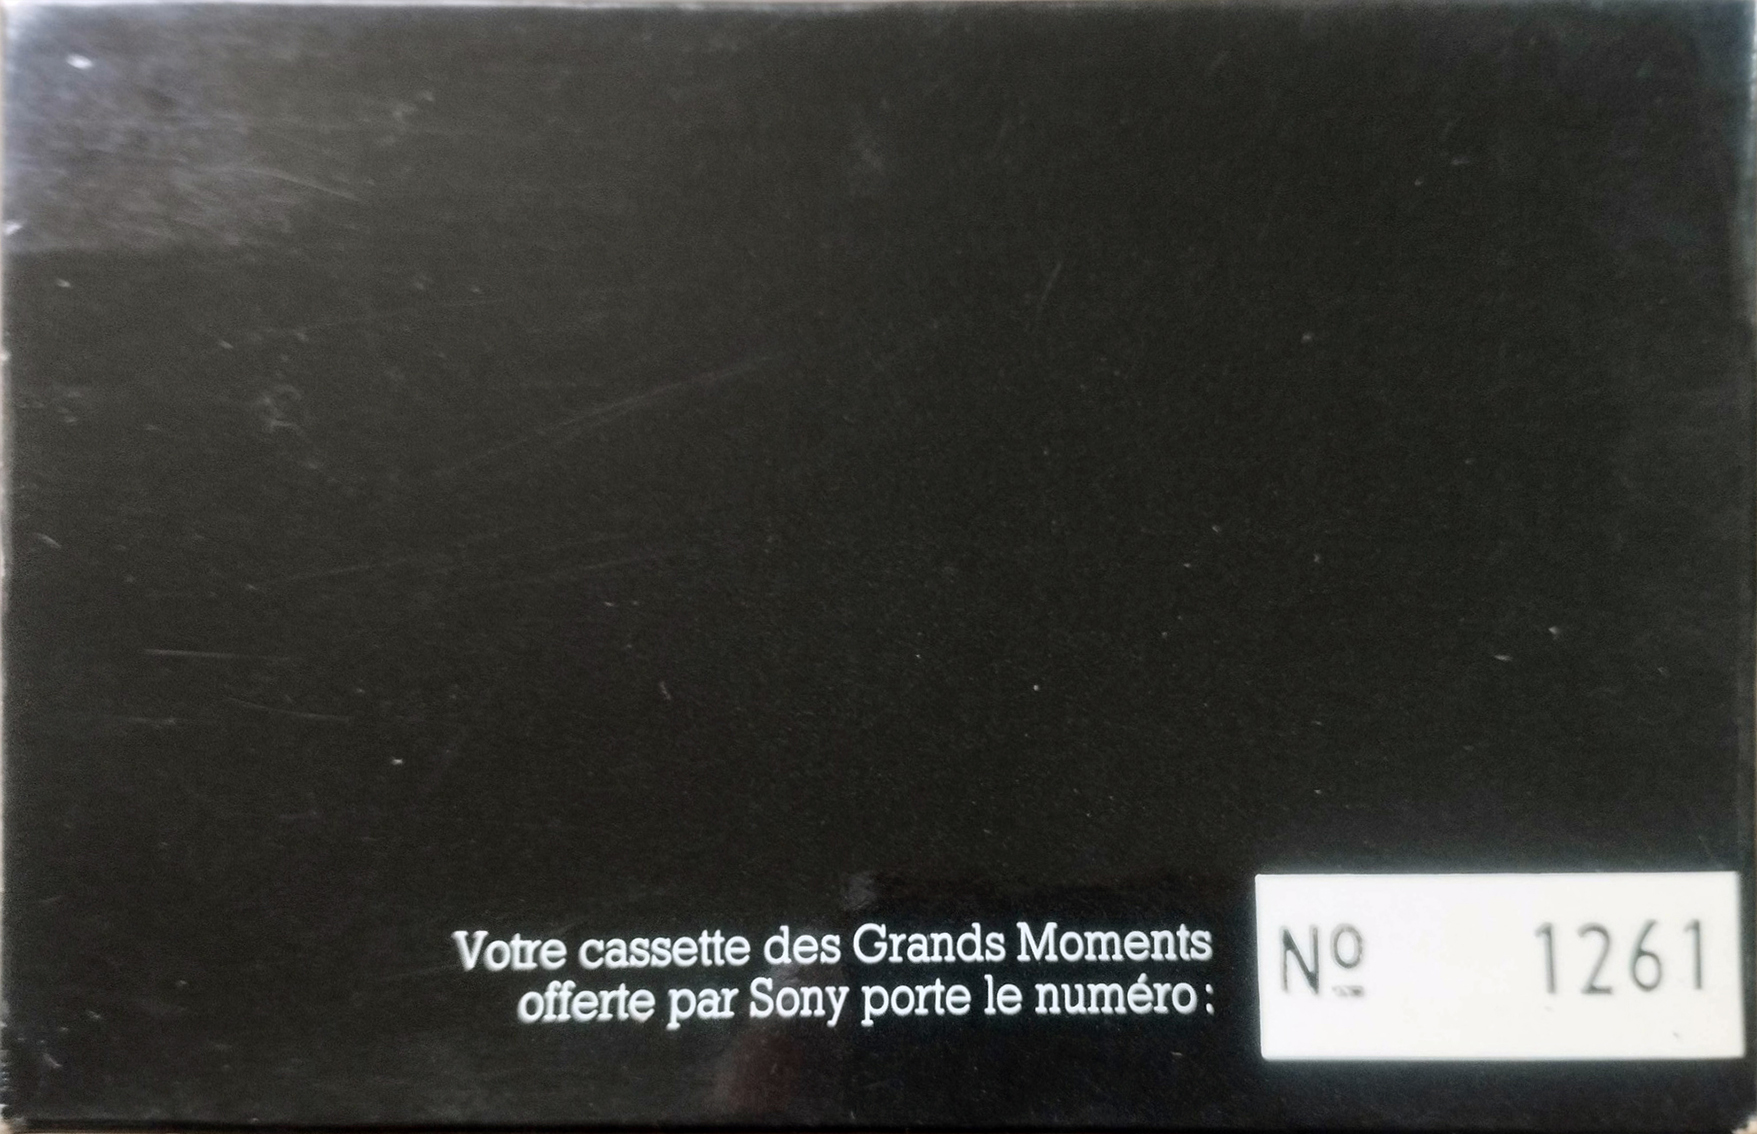 Votre cassette des Grands Moments
offerte par Sony porte le numéro :
Nº 1261